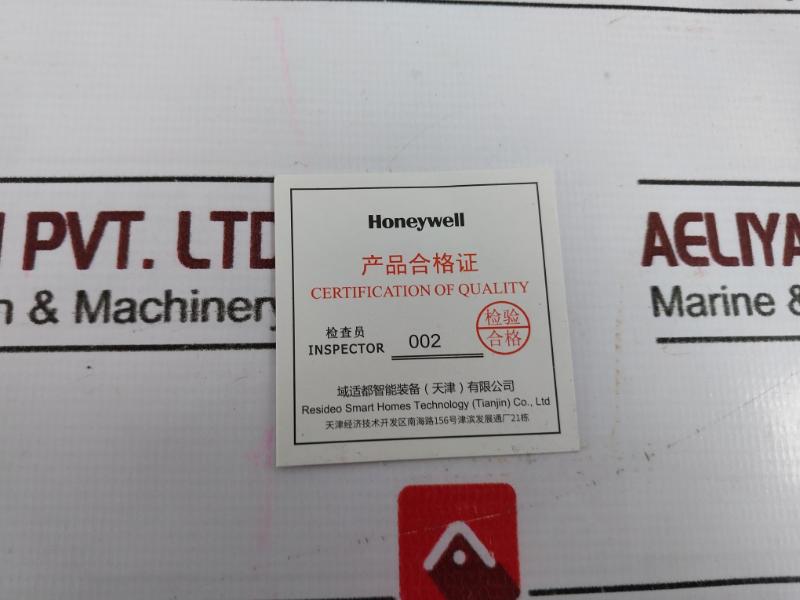 PVT. LTD
& Machinery
Honeywell
产品合格证
CERTIFICATION OF QUALITY
检查员
INSPECTOR 002
检验
合格
域适都智能装备（天津）有限公司
Resideo Smart Homes Technology (Tianjin) Co., Ltd
天津经济技术开发区南海路156号津滨发展通厂21栋
AELIYA
Marine &